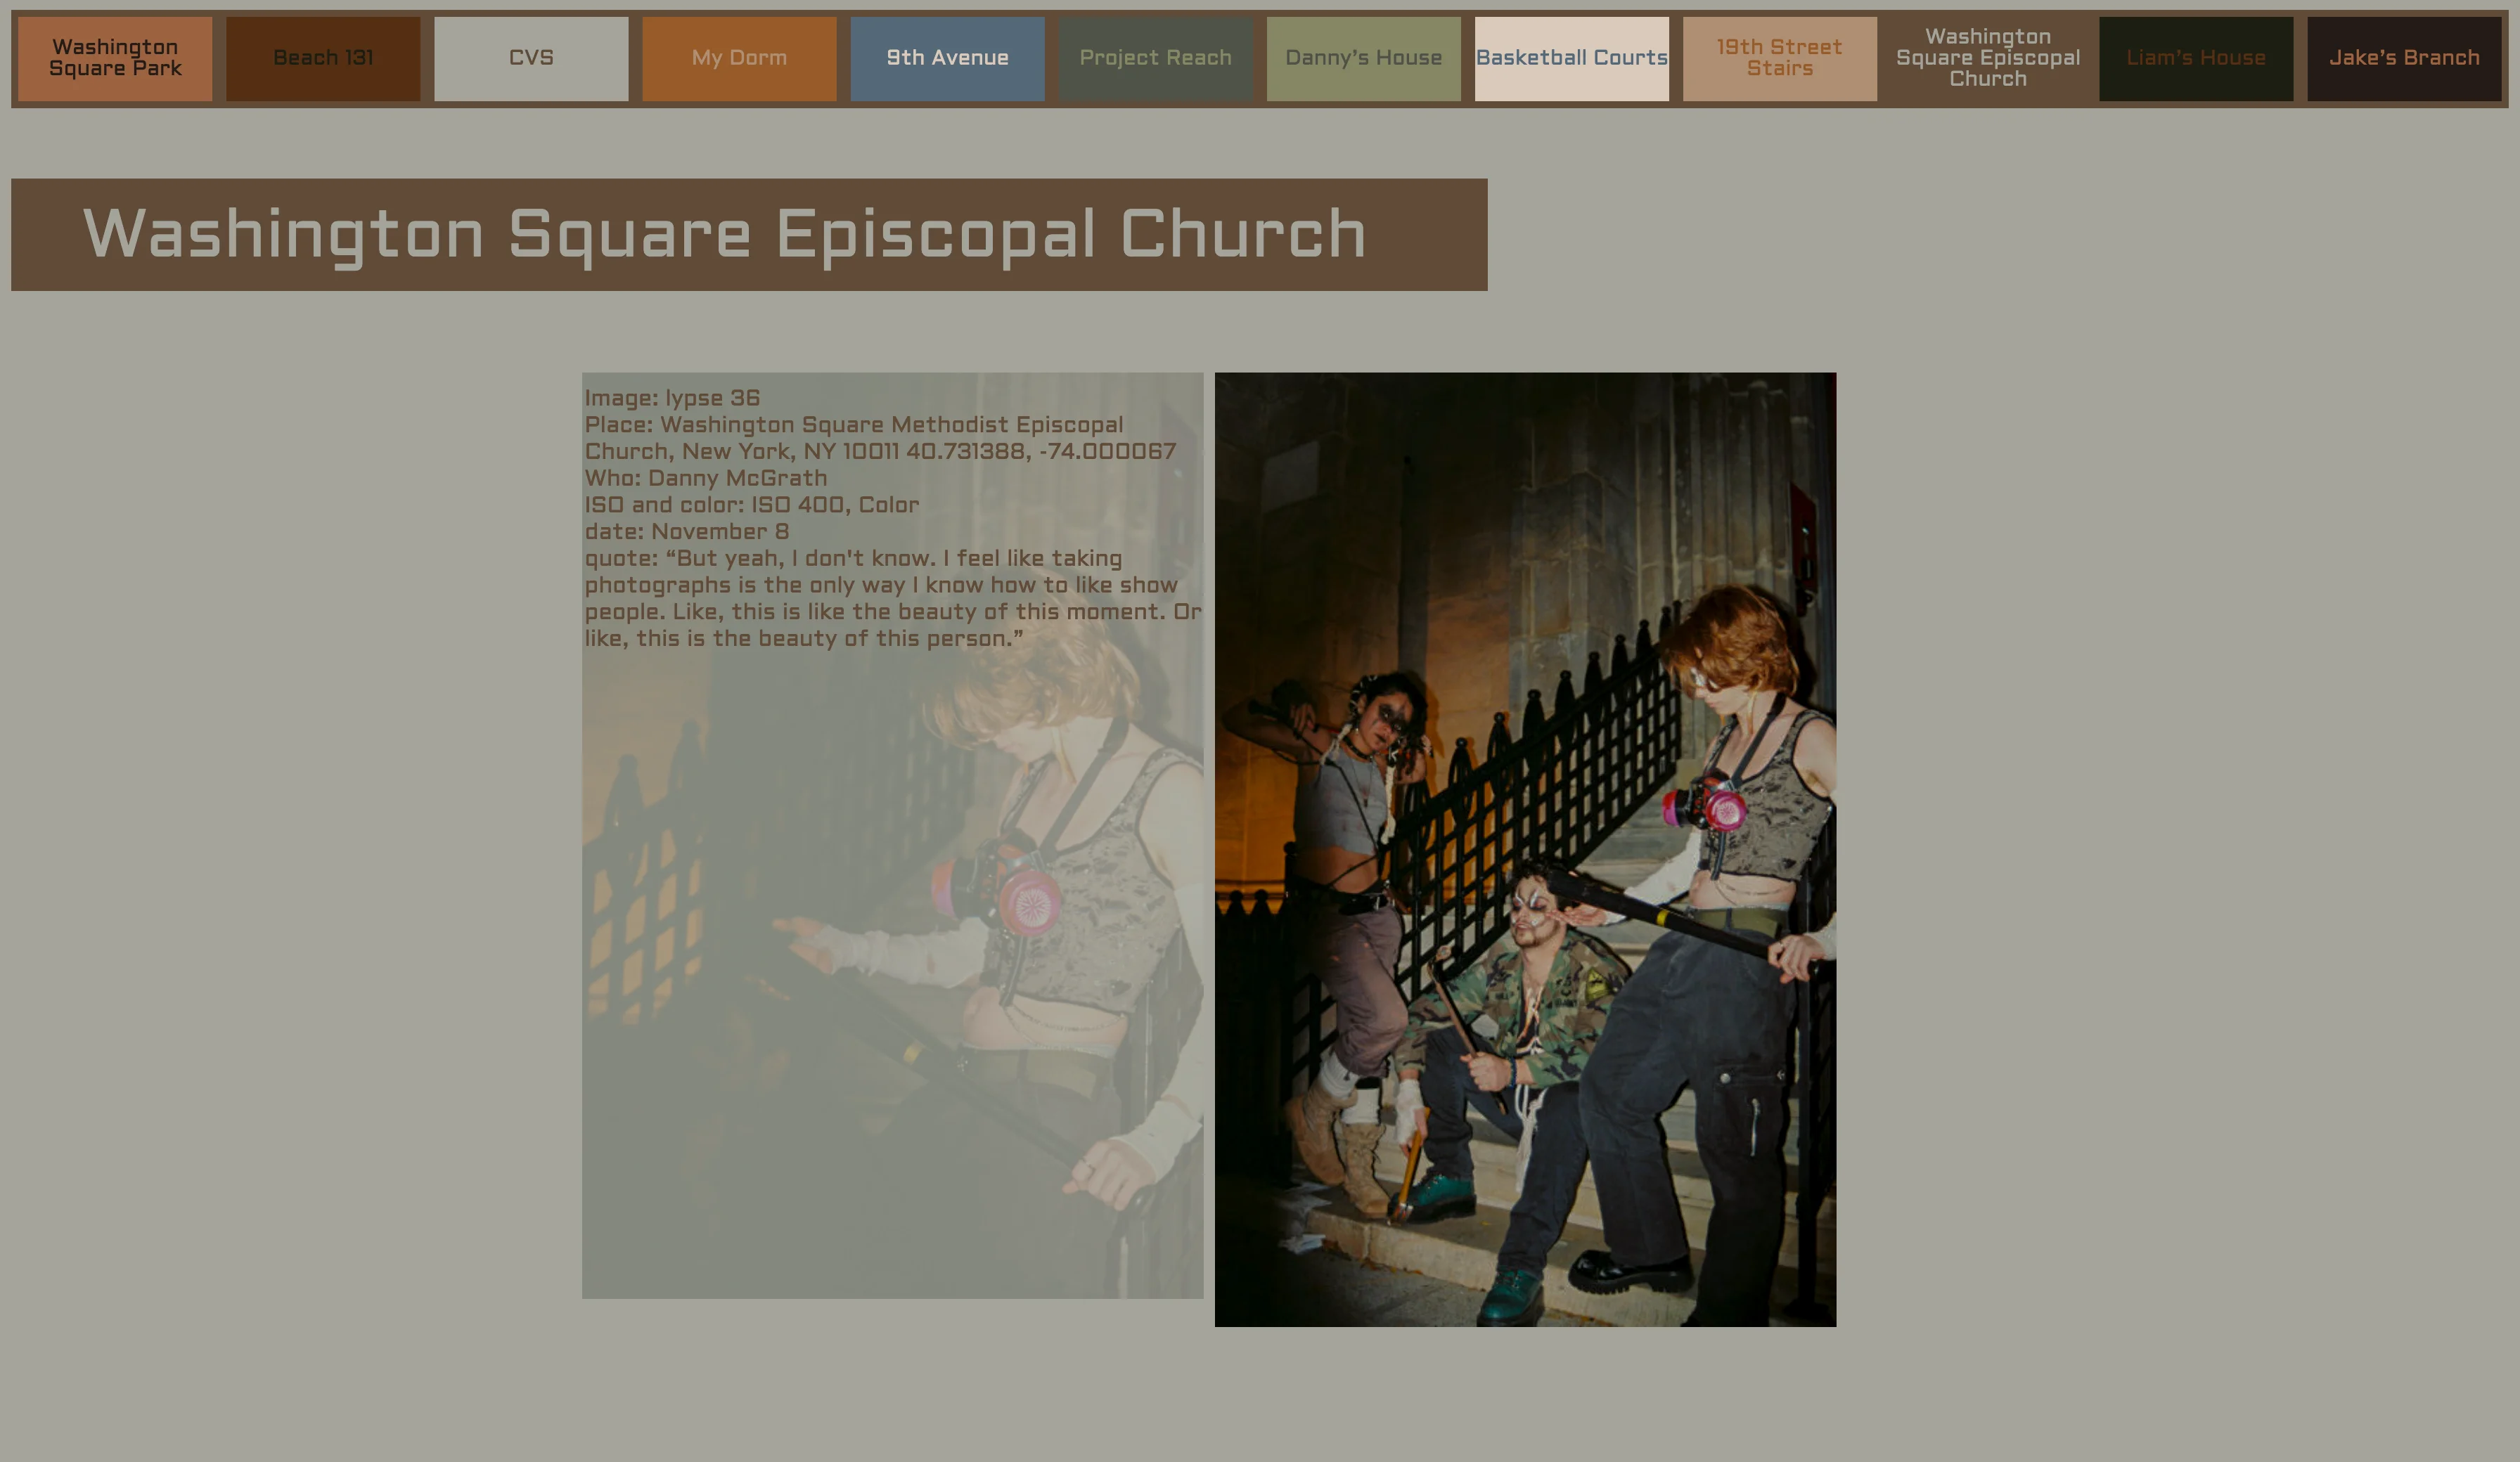 Washington
Square Park
Beach 131
CVS
My Dorm
9th Avenue
Project Reach
Danny’s House
Basketball Courts
19th Street
Stairs
Washington
Square Episcopal
Church
Liam’s House
Jake’s Branch
Washington Square Episcopal Church
Image: lypse 36
Place: Washington Square Methodist Episcopal
Church, New York, NY 10011 40.731388, -74.000067
Who: Danny McGrath
ISO and color: ISO 400, Color
date: November 8
quote: “But yeah, I don't know. I feel like taking
photographs is the only way I know how to like show
people. Like, this is like the beauty of this moment. Or
like, this is the beauty of this person.”